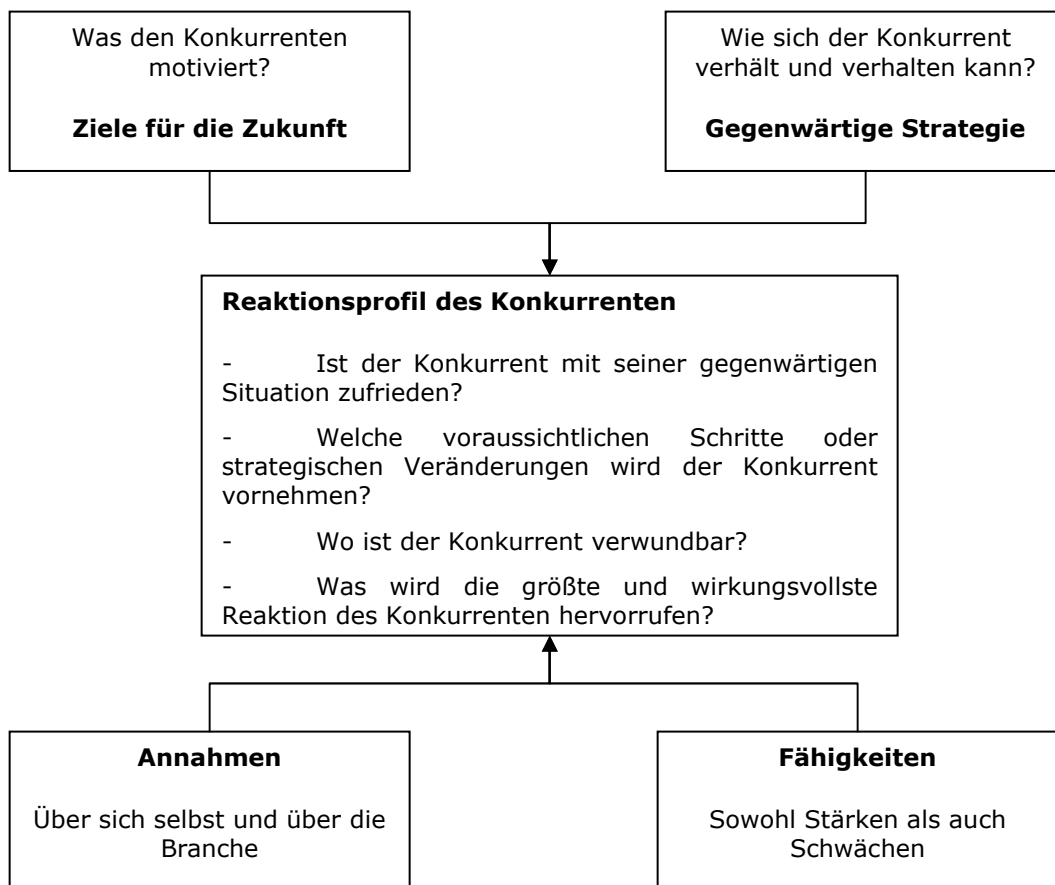 Was den Konkurrenten
motiviert?
Ziele für die Zukunft
Wie sich der Konkurrent
verhält und verhalten kann?
Gegenwärtige Strategie
Reaktionsprofil des Konkurrenten
- Ist der Konkurrent mit seiner gegenwärtigen
Situation zufrieden?
- Welche voraussichtlichen Schritte oder
strategischen Veränderungen wird der Konkurrent
vornehmen?
- Wo ist der Konkurrent verwundbar?
- Was wird die größte und wirkungsvollste
Reaktion des Konkurrenten hervorrufen?
Annahmen
Über sich selbst und über die
Branche
Fähigkeiten
Sowohl Stärken als auch
Schwächen